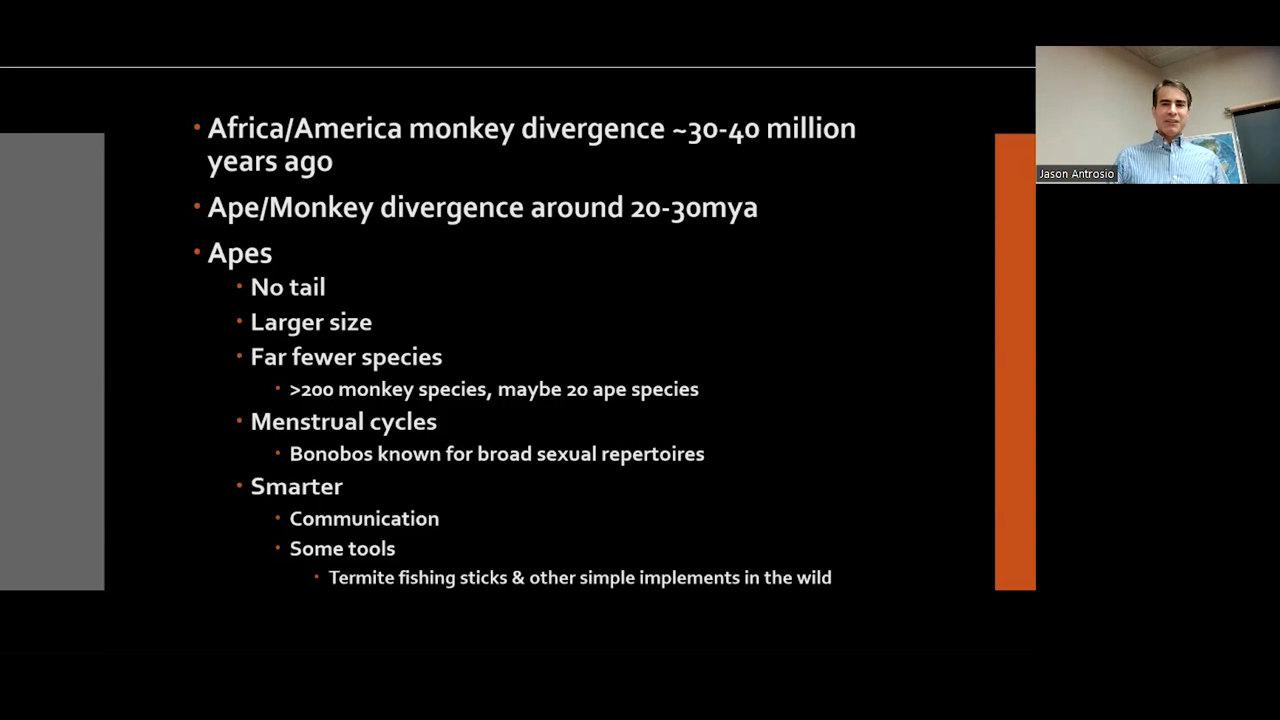 Africa/America monkey divergence ~30-40 million
years ago
Ape/Monkey divergence around 20-30mya
Apes
No tail
Larger size
Far fewer species
>200 monkey species, maybe 20 ape species
Menstrual cycles
Bonobos known for broad sexual repertoires
Smarter
Communication
Some tools
Termite fishing sticks & other simple implements in the wild
Jason Antrosio